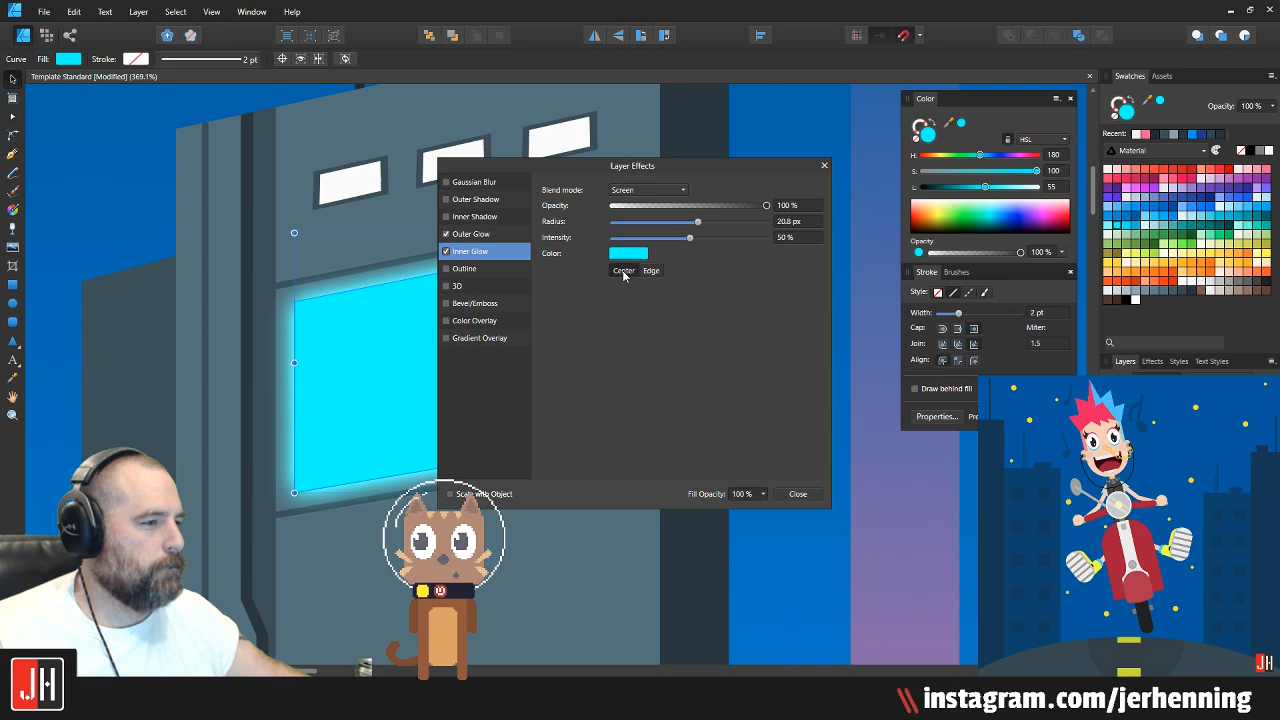 File Edit Text Layer Select View Window Help
Curve Fill: Stroke: 2 pt
Template Standard [Modified] (369.1%)
Swatches Assets
Opacity: 100 %
Recent:
Material
Color
HSL
H: 180
S: 100
L: 55
Opacity
100 %
Stroke Brushes
Style:
Width: 2 pt
Cap: Miter:
Join: 1.5
Align:
Draw behind fill
Properties... Pre
Layers Effects Styles Text Styles
Layer Effects
Gaussian Blur
Outer Shadow
Inner Shadow
Outer Glow
Inner Glow
Outline
3D
Bevel/Emboss
Color Overlay
Gradient Overlay
Blend mode: Screen
Opacity: 100 %
Radius: 20.8 px
Intensity: 50 %
Color:
Center Edge
Scale with Object
Fill Opacity: 100 % Close
JH
JH
\\ instagram.com/jerhenning